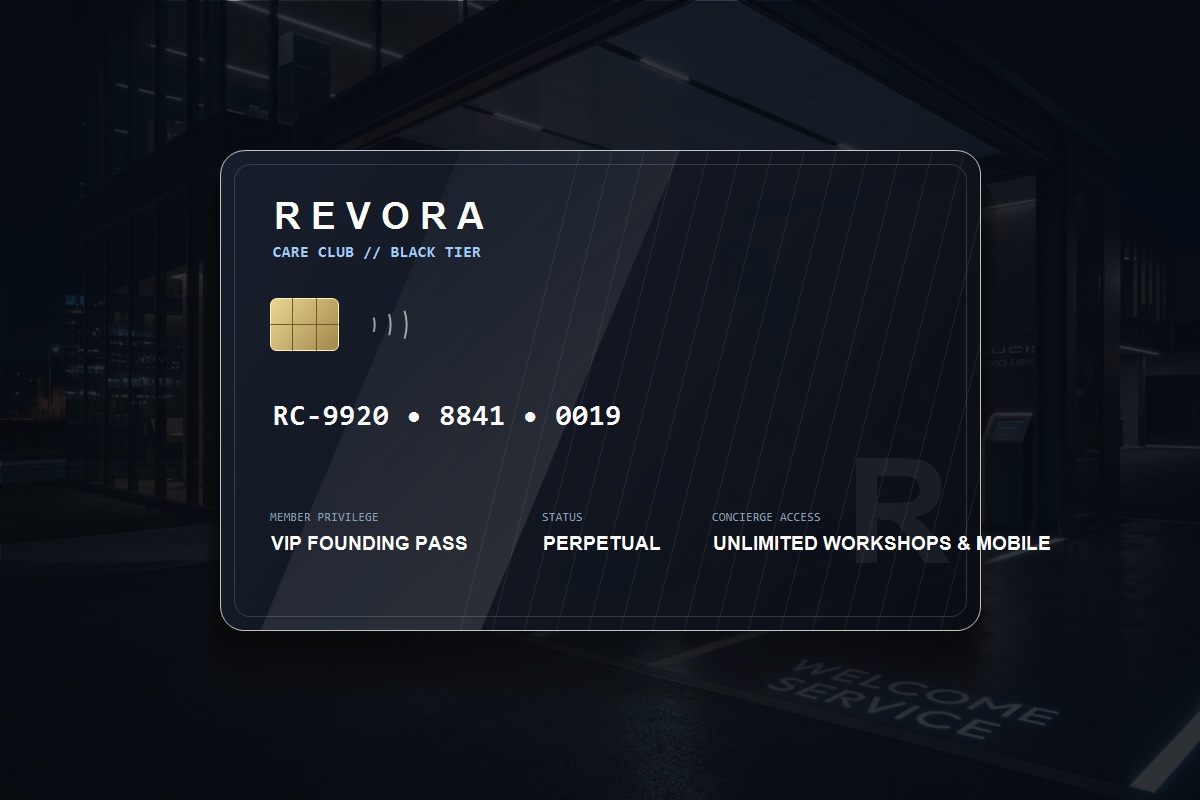 REVORA
CARE CLUB // BLACK TIER
RC-9920 • 8841 • 0019
MEMBER PRIVILEGE
VIP FOUNDING PASS
STATUS
PERPETUAL
CONCIERGE ACCESS
UNLIMITED WORKSHOPS & MOBILE
R
WELCOME
SERVICE